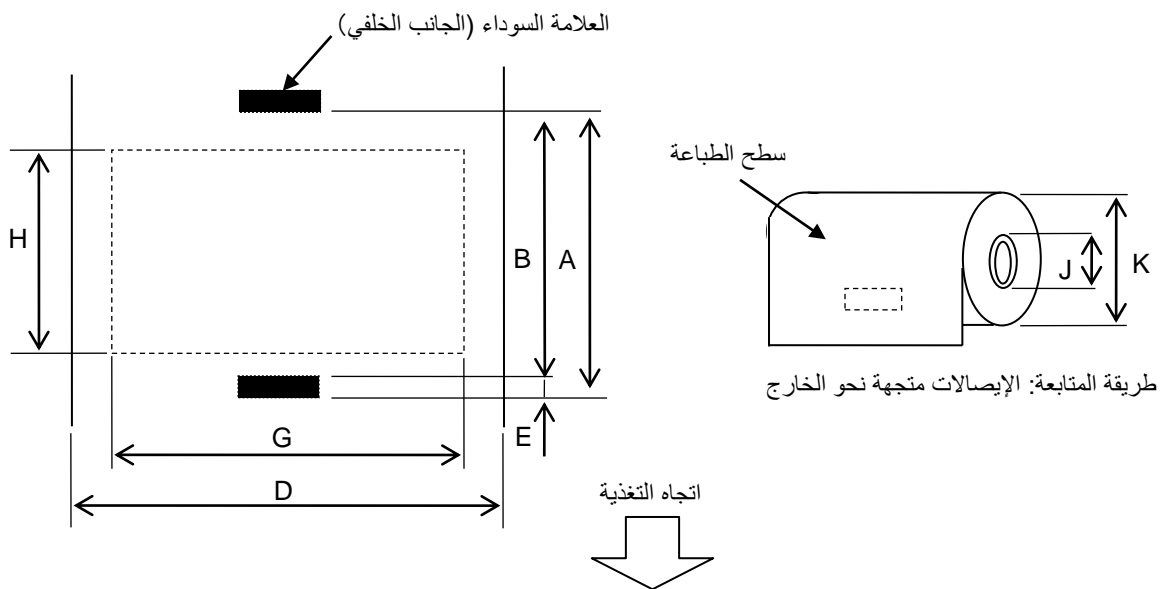 العلامة السوداء (الجانب الخلفي)
سطح الطباعة
H
B
A
J
K
طريقة المتابعة: الإيصالات متجهة نحو الخارج
G
E
D
اتجاه التغذية